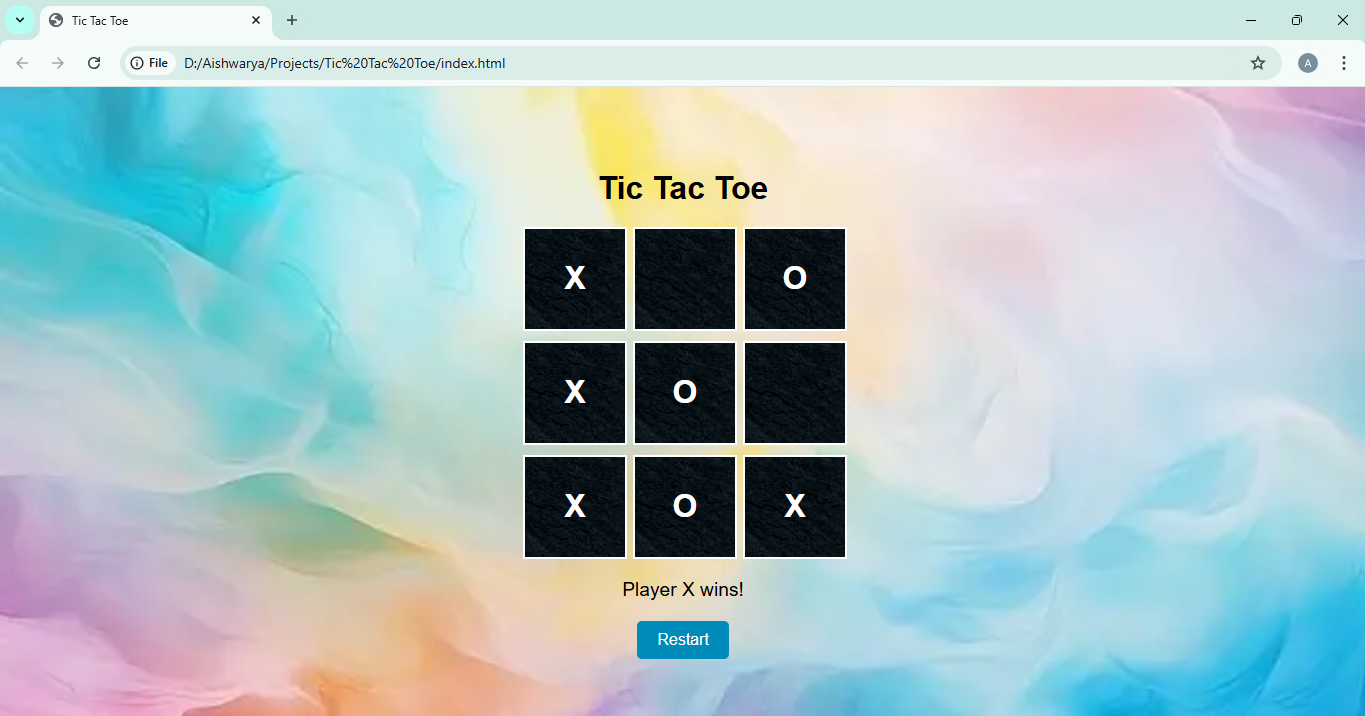 Tic Tac Toe
File D:/Aishwarya/Projects/Tic%20Tac%20Toe/index.html A
Tic Tac Toe
X O
X O
X O X
Player X wins!
Restart